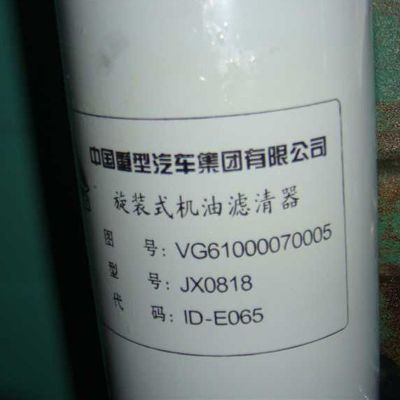 中国重型汽车集团有限公司
旋装式机油滤清器
图号:VG61000070005
型号:JX0818
代码:ID-E065